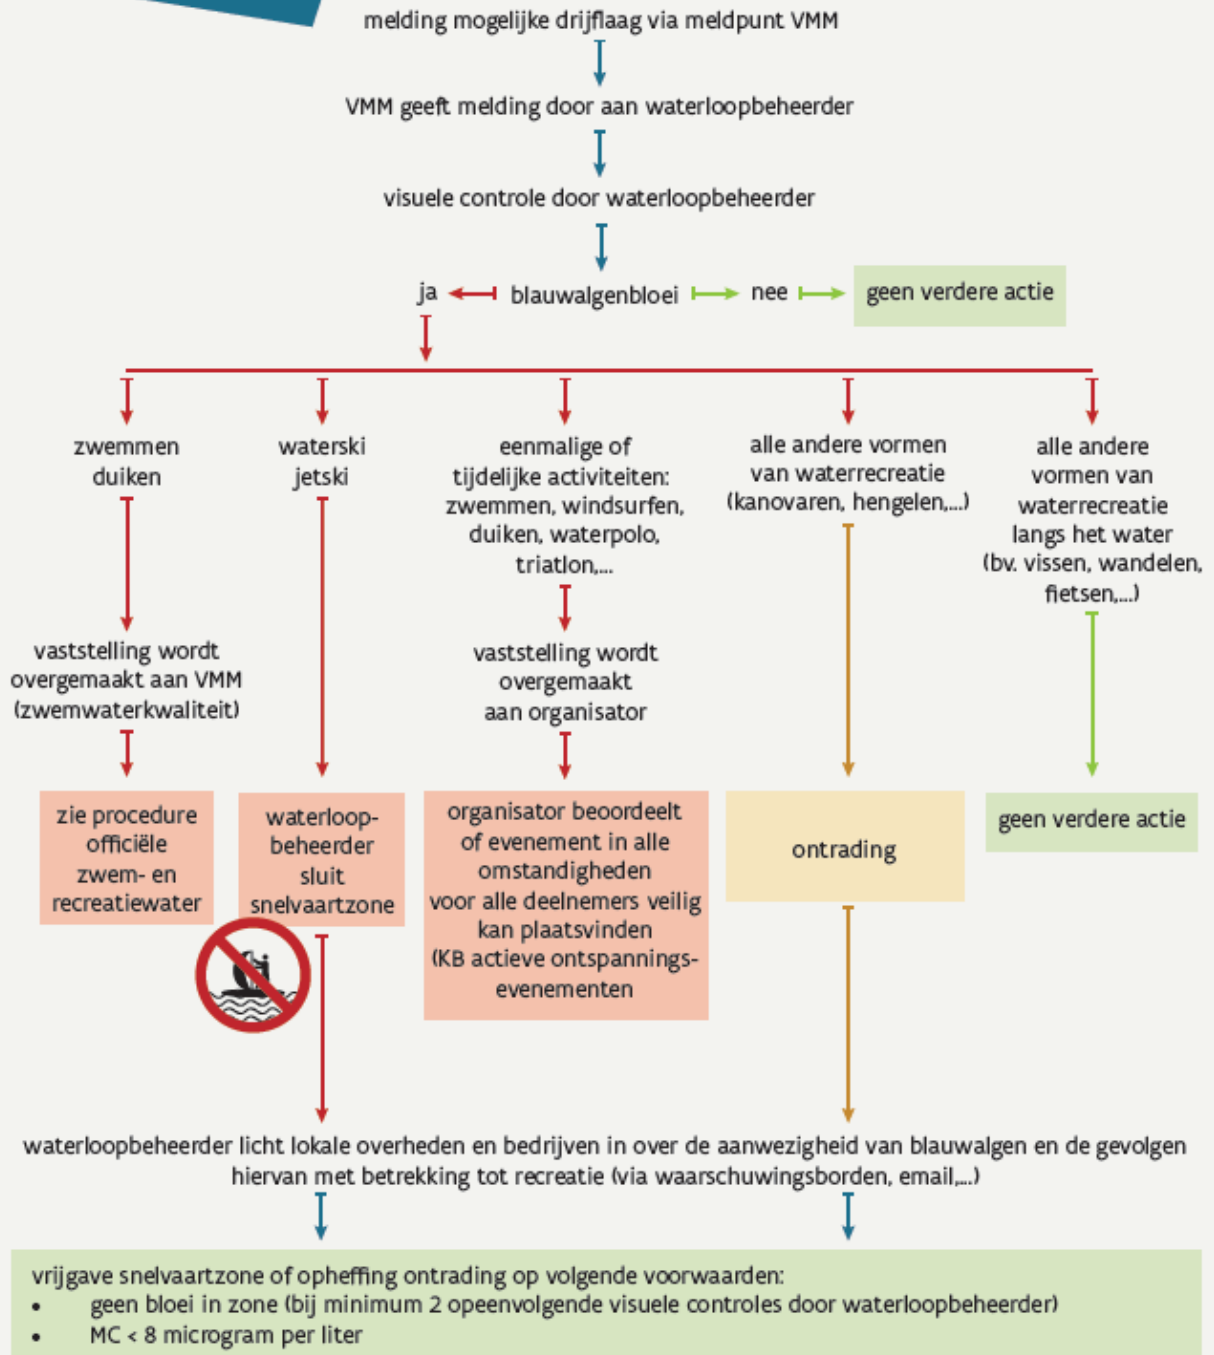 melding mogelijke drijflaag via meldpunt VMM
VMM geeft melding door aan waterloopbeheerder
visuele controle door waterloopbeheerder
ja
blauwalgenbloei
nee
geen verdere actie
zwemmen
duiken
waterski
jetski
eenmalige of
tijdelijke activiteiten:
zwemmen, windsurfen,
duiken, waterpolo,
triatlon,...
alle andere vormen
van waterrecreatie
(kanovaren, hengelen,...)
alle andere
vormen van
waterrecreatie
langs het water
(bv. vissen, wandelen,
fietsen,...)
vaststelling wordt
overgemaakt aan VMM
(zwemwaterkwaliteit)
vaststelling wordt
overgemaakt
aan organisator
zie procedure
officiële
zwem- en
recreatiewater
waterloop-
beheerder
sluit
snelvaartzone
organisator beoordeelt
of evenement in alle
omstandigheden
voor alle deelnemers veilig
kan plaatsvinden
(KB actieve ontspannings-
evenementen
ontrading
geen verdere actie
waterloopbeheerder licht lokale overheden en bedrijven in over de aanwezigheid van blauwalgen en de gevolgen
hiervan met betrekking tot recreatie (via waarschuwingsborden, email,...)
vrijgave snelvaartzone of opheffing ontrading op volgende voorwaarden:
• geen bloei in zone (bij minimum 2 opeenvolgende visuele controles door waterloopbeheerder)
• MC < 8 microgram per liter